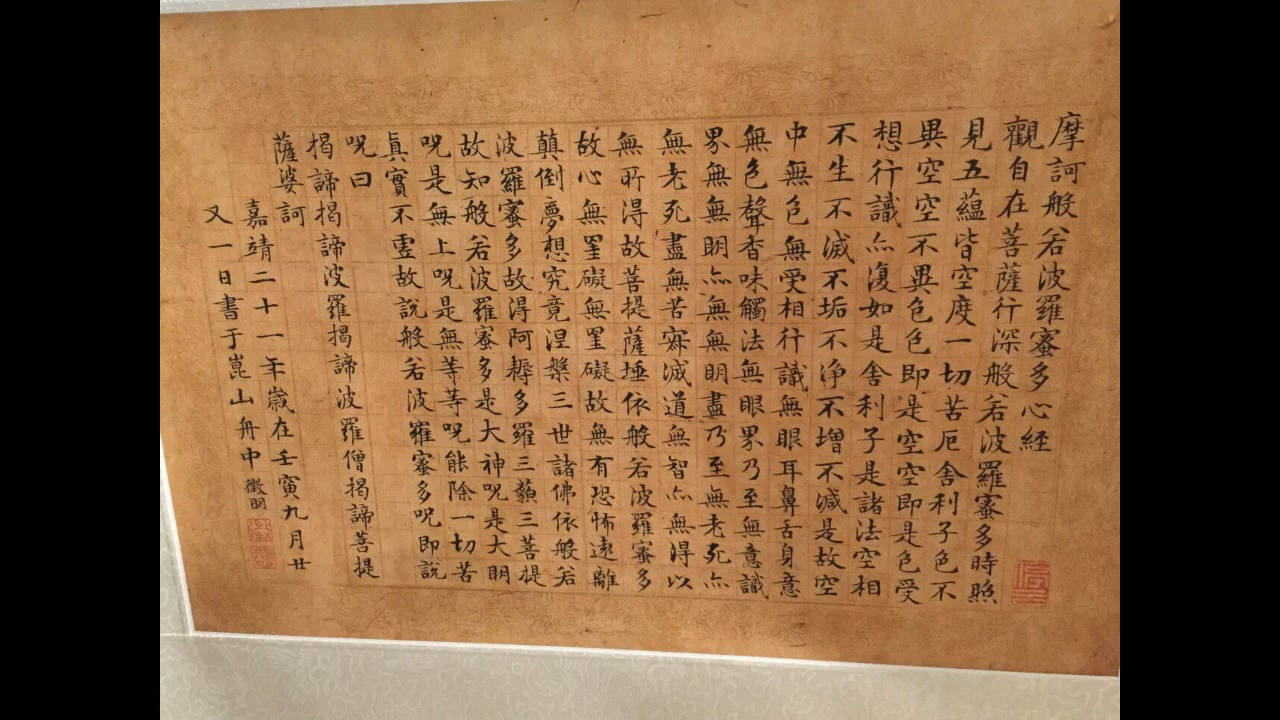 摩訶般若波羅蜜多心經
觀自在菩薩行深般若波羅蜜多時照
見五蘊皆空度一切苦厄舍利子色不
異空空不異色色即是空空即是色受
想行識亦復如是舍利子是諸法空相
不生不滅不垢不淨不增不減是故空
中無色無受相行識無眼耳鼻舌身意
無色聲香味觸法無眼界乃至無意識
界無無明亦無無明盡乃至無老死亦
無老死盡無苦寂滅道無智亦無得以
無所得故菩提薩埵依般若波羅蜜多
故心無罣礙無罣礙故無有恐怖遠離
顛倒夢想究竟涅槃三世諸佛依般若
波羅蜜多故得阿耨多羅三藐三菩提
故知般若波羅蜜多是大神呪是大明
呪是無上呪是無等等呪能除一切苦
真實不虛故說般若波羅蜜多呪即說
呪曰
揭諦揭諦波羅揭諦波羅僧揭諦菩提
薩婆訶
嘉靖二十一年歲在壬寅九月廿
又一日書于崑山舟中徵明